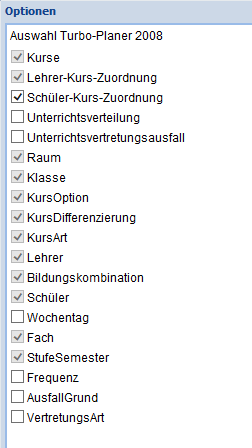 Optionen
Auswahl Turbo-Planer 2008
Kurse
Lehrer-Kurs-Zuordnung
Schüler-Kurs-Zuordnung
Unterrichtsverteilung
Unterrichtsvertretungsausfall
Raum
Klasse
KursOption
KursDifferenzierung
KursArt
Lehrer
Bildungskombination
Schüler
Wochentag
Fach
StufeSemester
Frequenz
AusfallGrund
VertretungsArt